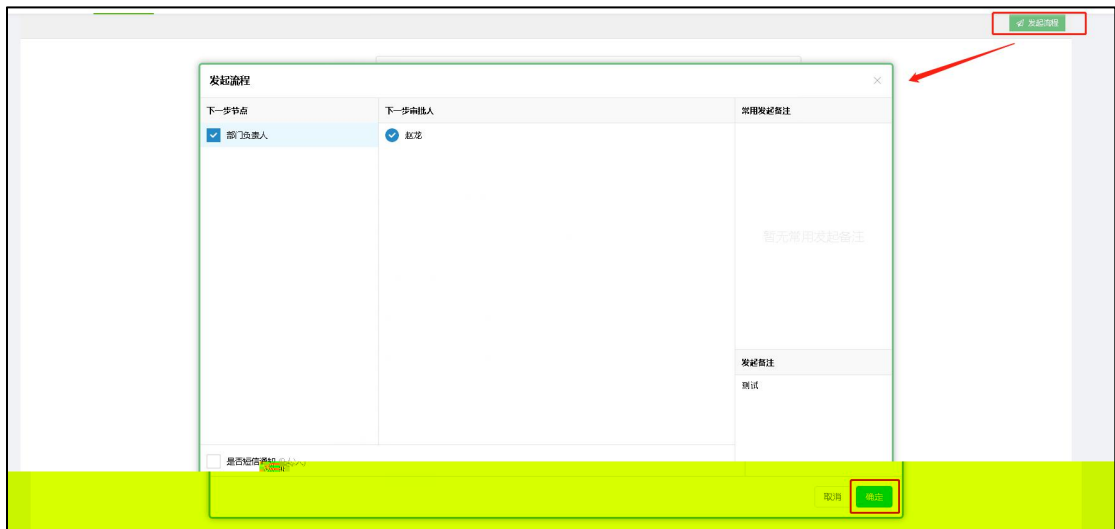 发起流程
发起流程
下一步节点
下一步审批人
常用发起备注
部门负责人
赵龙
暂无常用发起备注
发起备注
测试
是否短信通知
取消
确定